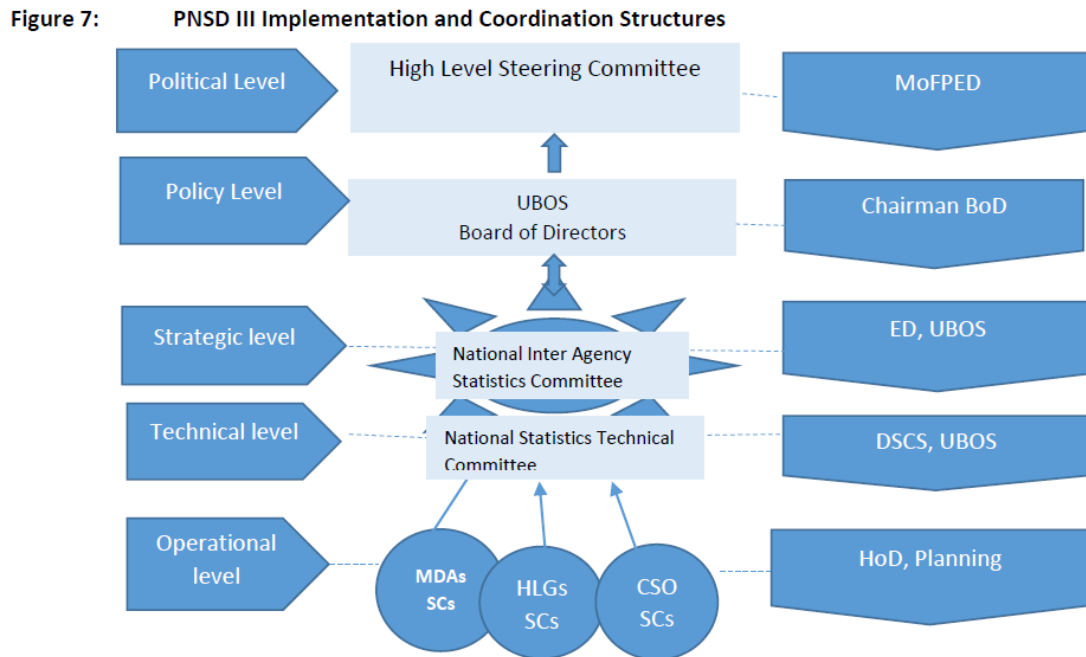 Figure 7: PNSD III Implementation and Coordination Structures
Political Level
High Level Steering Committee
MoFPED
Policy Level
UBOS
Board of Directors
Chairman BoD
Strategic level
National Inter Agency
Statistics Committee
ED, UBOS
Technical level
National Statistics Technical
Committee
DSCS, UBOS
Operational
level
MDAs
SCs
HLGs
SCs
CSO
SCs
HoD, Planning